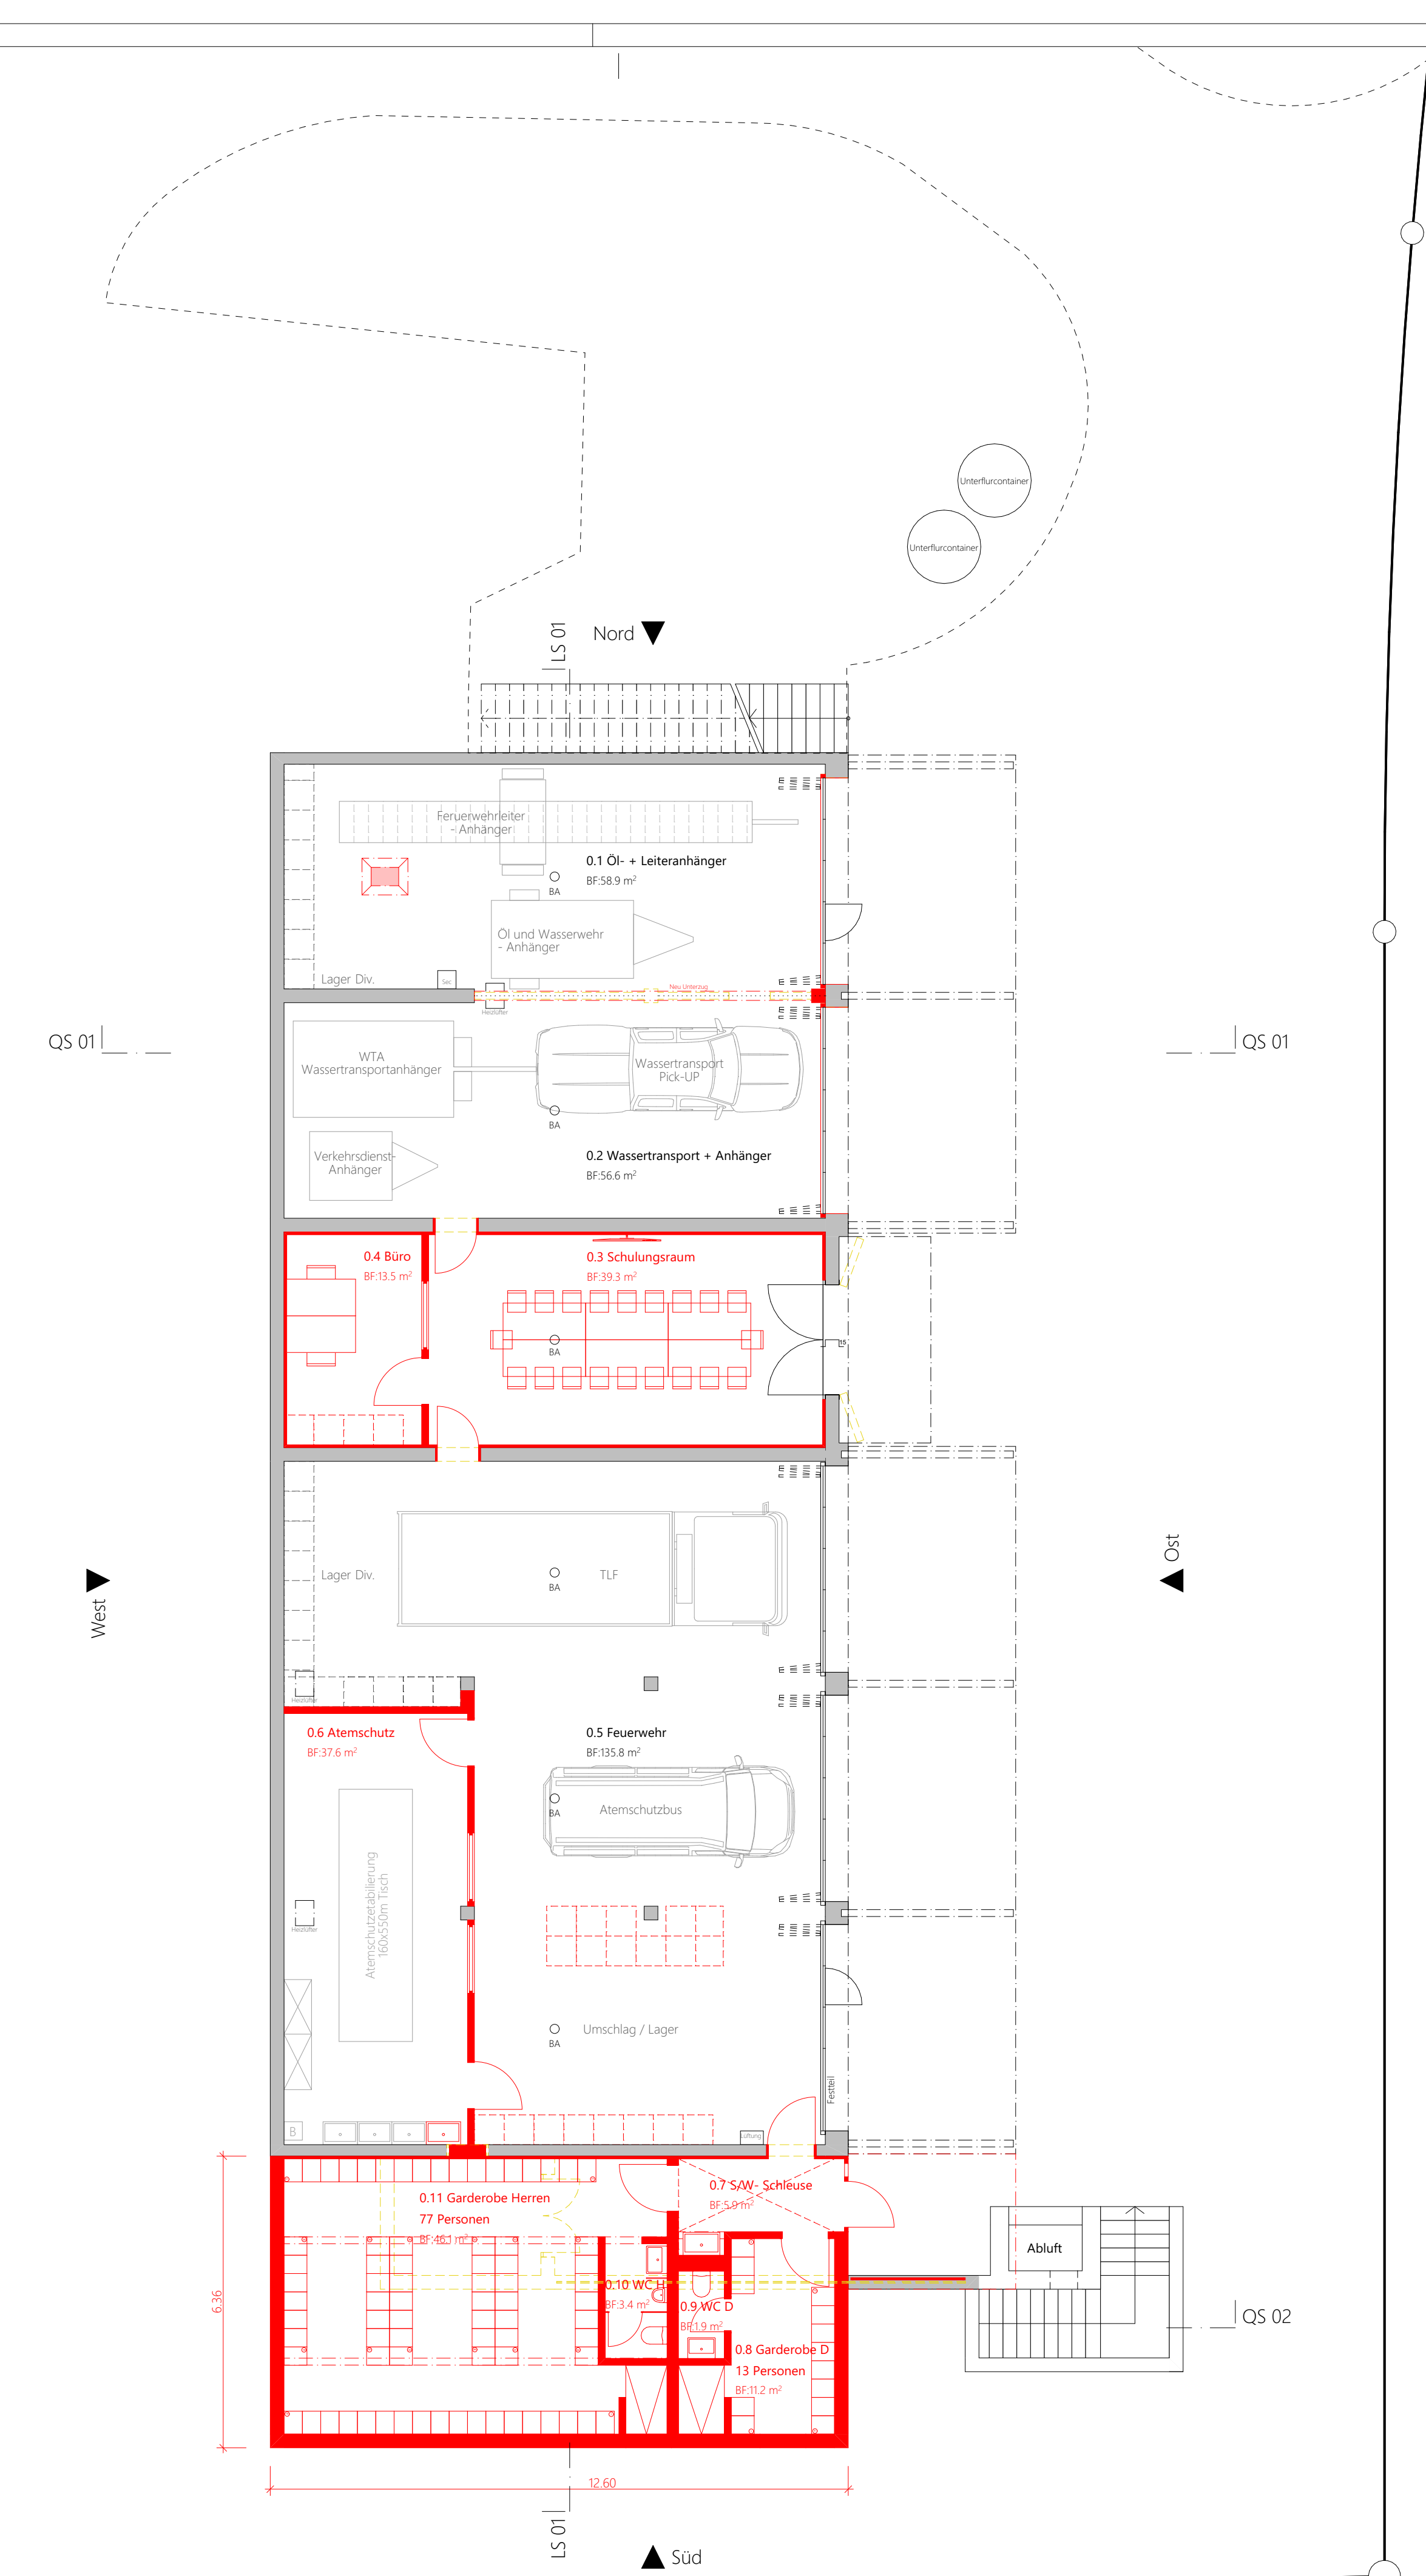 Unterflurcontainer
Unterflurcontainer
LS 01
Nord
Feruerwehrleiter
- Anhänger
0.1 Öl- + Leiteranhänger
BF:58.9 m²
BA
Öl und Wasserwehr
- Anhänger
Lager Div.
Sec
Neu Unterzug
Heizlüfter
QS 01
QS 01
WTA
Wassertransportanhänger
Wassertransport
Pick-UP
BA
Verkehrsdienst-
Anhänger
0.2 Wassertransport + Anhänger
BF:56.6 m²
0.4 Büro
BF:13.5 m²
0.3 Schulungsraum
BF:39.3 m²
BA
15
Lager Div.
TLF
BA
West
Ost
Heizlüfter
0.6 Atemschutz
BF:37.6 m²
0.5 Feuerwehr
BF:135.8 m²
Atemschutzbus
BA
Atemschutzetabilierung
160x550m Tisch
Heizlüfter
BA
Umschlag / Lager
Festteil
B
Lüftung
0.7 S/W- Schleuse
BF:5.9 m²
0.11 Garderobe Herren
77 Personen
BF:46.1 m²
Abluft
0.10 WC H
BF:3.4 m²
0.9 WC D
BF:1.9 m²
6.36
QS 02
0.8 Garderobe D
13 Personen
BF:11.2 m²
12.60
LS 01
Süd